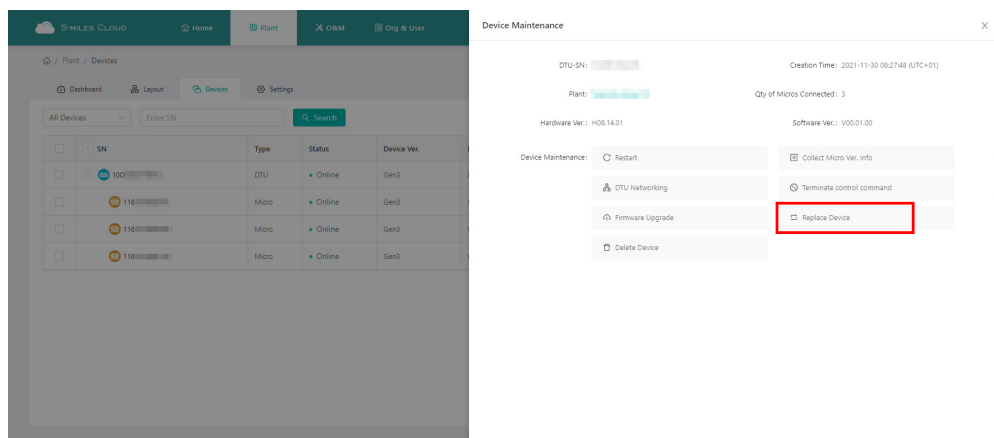 S-MILES CLOUD
Home
Plant
O&M
Org & User
/ Plant / Devices
Dashboard
Layout
Devices
Settings
All Devices
Enter SN
Search
SN Type Status Device Ver.
10D DTU Online Gen3
116 Micro Online Gen3
116 Micro Online Gen3
116 Micro Online Gen3
Device Maintenance
DTU-SN:
Creation Time: 2021-11-30 08:27:48 (UTC+01)
Plant:
Qty of Micros Connected: 3
Hardware Ver.: H08.14.01
Software Ver.: V00.01.00
Device Maintenance:
Restart
Collect Micro Ver. Info
DTU Networking
Terminate control command
Firmware Upgrade
Replace Device
Delete Device